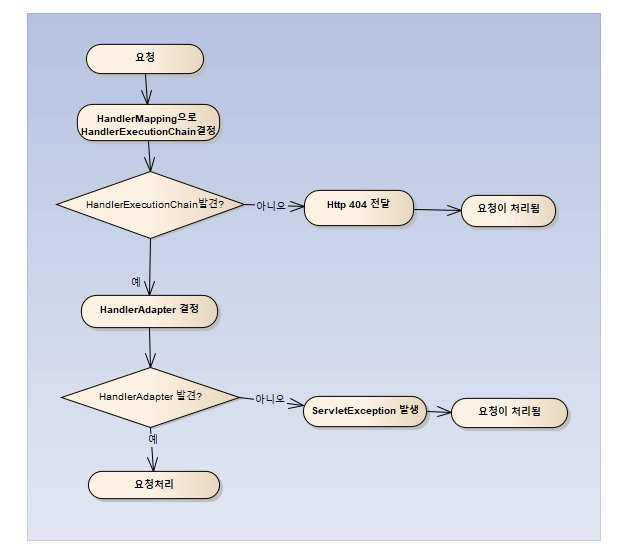 요청
HandlerMapping으로
HandlerExecutionChain결정
HandlerExecutionChain발견?
아니오
Http 404 전달
요청이 처리됨
예
HandlerAdapter 결정
HandlerAdapter 발견?
아니오
ServletException 발생
요청이 처리됨
예
요청처리